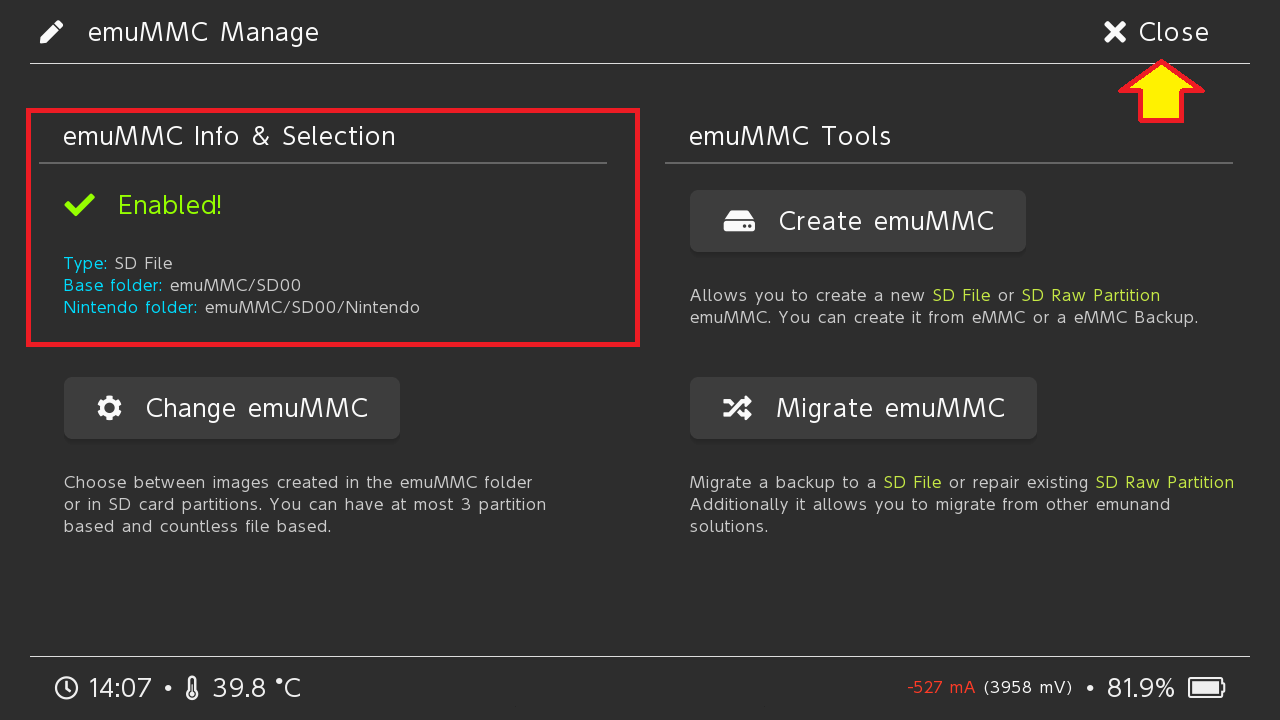 emuMMC Manage
Close
emuMMC Info & Selection
Enabled!
Type: SD File
Base folder: emuMMC/SD00
Nintendo folder: emuMMC/SD00/Nintendo
Change emuMMC
Choose between images created in the emuMMC folder
or in SD card partitions. You can have at most 3 partition
based and countless file based.
emuMMC Tools
Create emuMMC
Allows you to create a new SD File or SD Raw Partition
emuMMC. You can create it from eMMC or a eMMC Backup.
Migrate emuMMC
Migrate a backup to a SD File or repair existing SD Raw Partition
Additionally it allows you to migrate from other emunand
solutions.
14:07 • 39.8 °C
-527 mA (3958 mV) • 81.9%